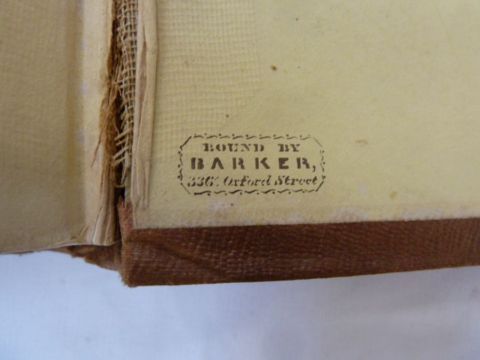 BOUND BY
BARKER,
336, Oxford Street